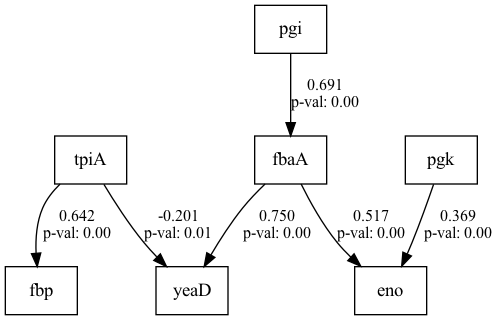 pgi
0.691
p-val: 0.00
tpiA
fbaA
pgk
0.642
p-val: 0.00
-0.201
p-val: 0.01
0.750
p-val: 0.00
0.517
p-val: 0.00
0.369
p-val: 0.00
fbp
yeaD
eno